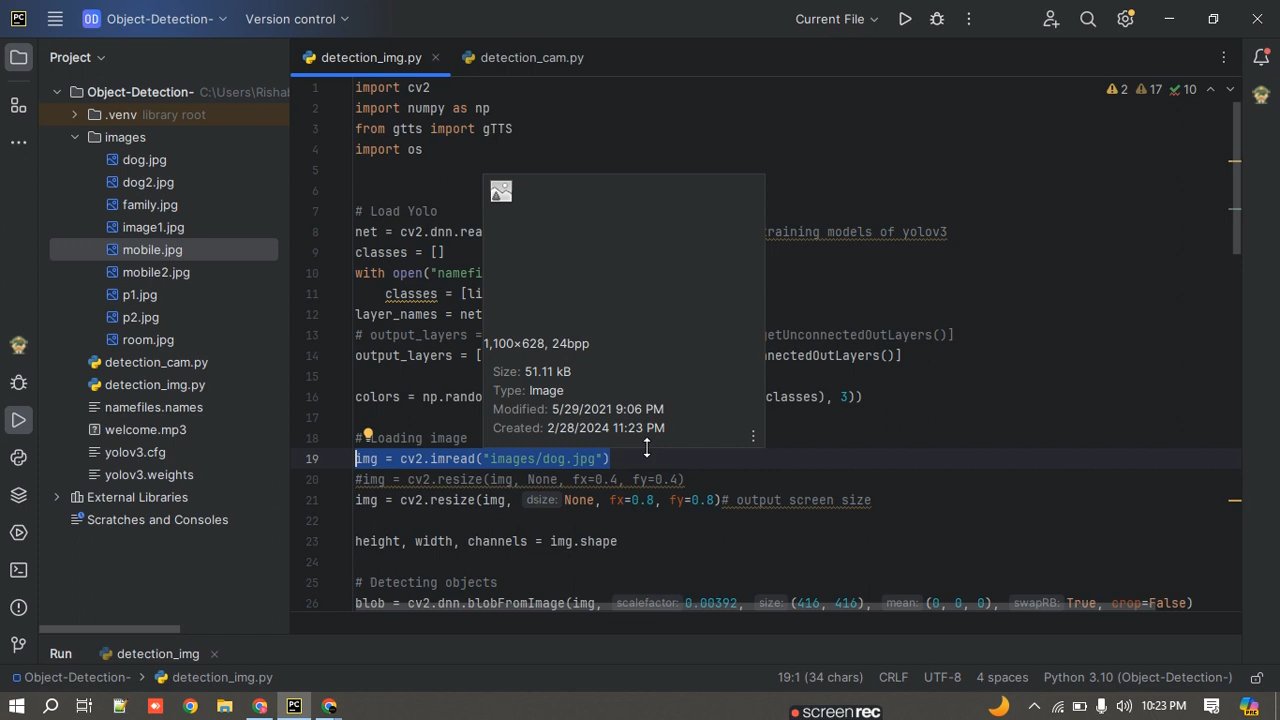 PC
OD Object-Detection- Version control
Current File
Project
detection_img.py
detection_cam.py
Object-Detection- C:\Users\Risha
.venv library root
images
dog.jpg
dog2.jpg
family.jpg
image1.jpg
mobile.jpg
mobile2.jpg
p1.jpg
p2.jpg
room.jpg
detection_cam.py
detection_img.py
namefiles.names
welcome.mp3
yolov3.cfg
yolov3.weights
External Libraries
Scratches and Consoles
2 17 10
1 import cv2
2 import numpy as np
3 from gtts import gTTS
4 import os
5
6
7 # Load Yolo
8 net = cv2.dnn.rea training models of yolov3
9 classes = []
10 with open("namefi
11 classes = [li
12 layer_names = net
13 # output_layers = getUnconnectedOutLayers()]
14 output_layers = [ onnectedOutLayers()]
15
16 colors = np.rando classes), 3))
17
18 # Loading image
19 img = cv2.imread("images/dog.jpg")
20 #img = cv2.resize(img, None, fx=0.4, fy=0.4)
21 img = cv2.resize(img, dsize: None, fx=0.8, fy=0.8)# output screen size
22
23 height, width, channels = img.shape
24
25 # Detecting objects
26 blob = cv2.dnn.blobFromImage(img, scalefactor: 0.00392, size: (416, 416), mean: (0, 0, 0), swapRB: True, crop=False)
1,100×628, 24bpp
Size: 51.11 kB
Type: Image
Modified: 5/29/2021 9:06 PM
Created: 2/28/2024 11:23 PM
Run detection_img
Object-Detection- detection_img.py
19:1 (34 chars) CRLF UTF-8 4 spaces Python 3.10 (Object-Detection-)
10:23 PM
PRE
screenrec